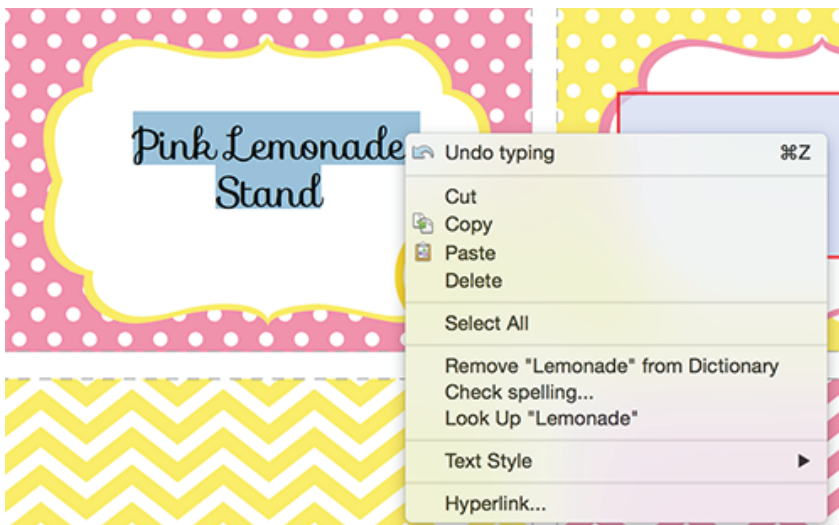 Pink Lemonade
Stand
Undo typing ⌘Z
Cut
Copy
Paste
Delete
Select All
Remove "Lemonade" from Dictionary
Check spelling...
Look Up "Lemonade"
Text Style ▶
Hyperlink...